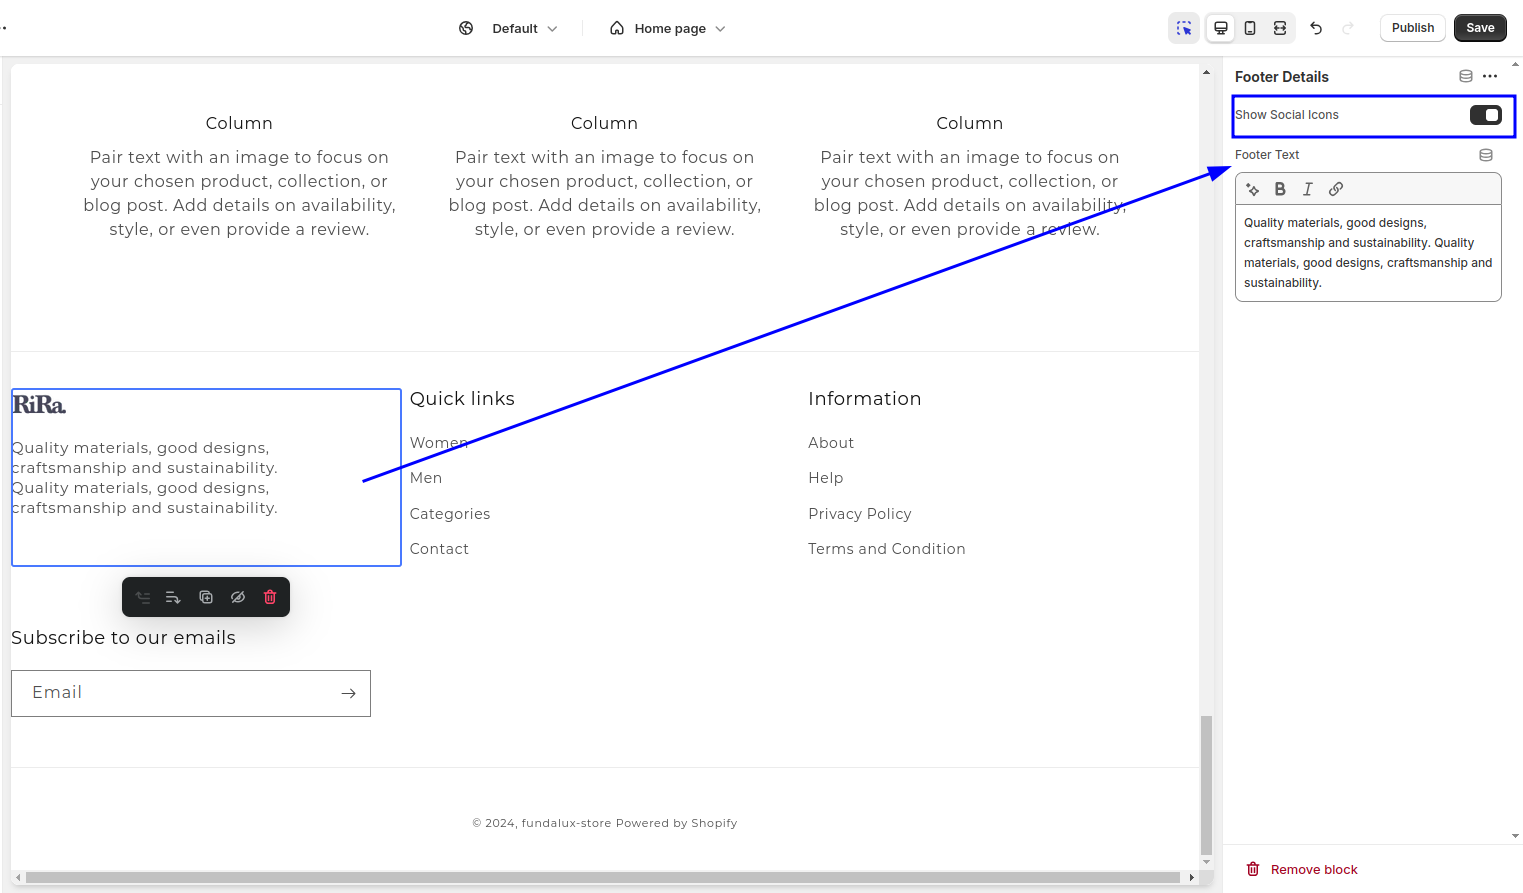 Default
Home page
Publish
Save
Column
Pair text with an image to focus on
your chosen product, collection, or
blog post. Add details on availability,
style, or even provide a review.
Column
Pair text with an image to focus on
your chosen product, collection, or
blog post. Add details on availability,
style, or even provide a review.
Column
Pair text with an image to focus on
your chosen product, collection, or
blog post. Add details on availability,
style, or even provide a review.
RiRa.
Quality materials, good designs,
craftsmanship and sustainability.
Quality materials, good designs,
craftsmanship and sustainability.
Quick links
Women
Men
Categories
Contact
Information
About
Help
Privacy Policy
Terms and Condition
Subscribe to our emails
Email
© 2024, fundalux-store Powered by Shopify
Footer Details
Show Social Icons
Footer Text
B I
Quality materials, good designs,
craftsmanship and sustainability. Quality
materials, good designs, craftsmanship and
sustainability.
Remove block